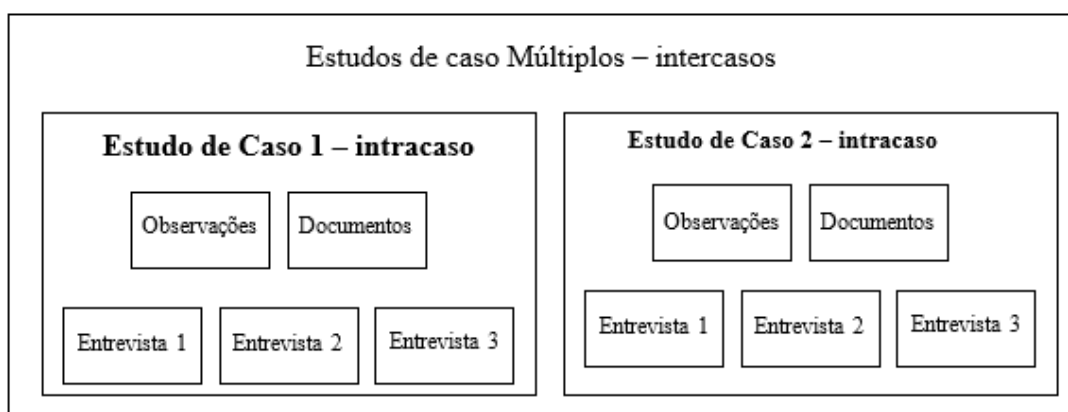 Estudos de caso Múltiplos – intercasos
Estudo de Caso 1 – intracaso
Observações
Documentos
Entrevista 1
Entrevista 2
Entrevista 3
Estudo de Caso 2 – intracaso
Observações
Documentos
Entrevista 1
Entrevista 2
Entrevista 3